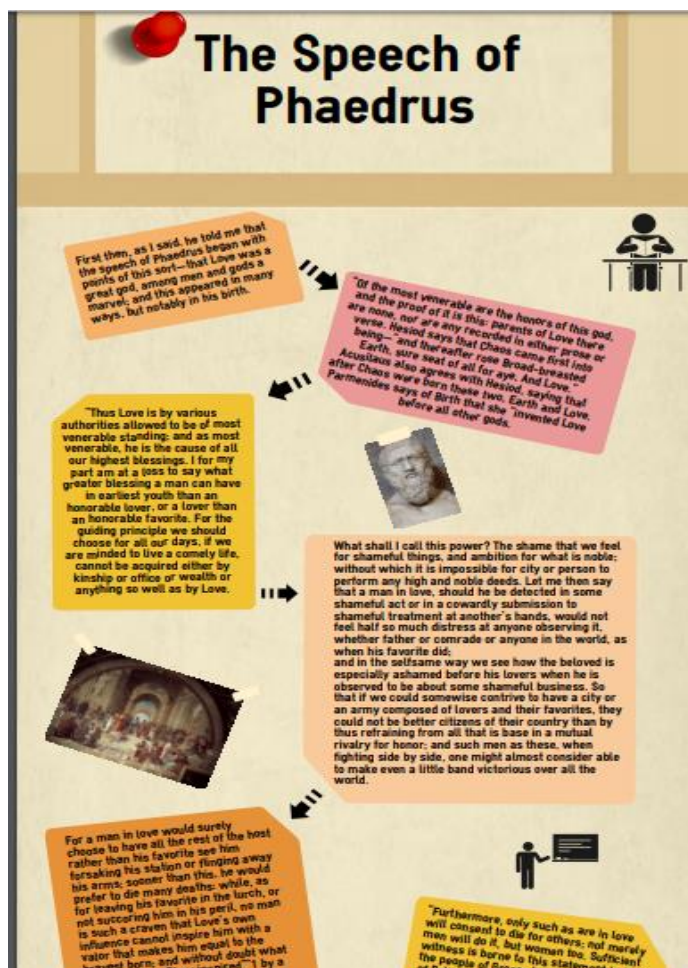 The Speech of
Phaedrus
First then, as I said, he told me that
the speech of Phaedrus began with
points of this sort—that Love was a
great god, among men and gods a
marvel; and this appeared in many
ways, but notably in his birth.
"Of the most venerable are the honors of this god,
and the proof of it is this: parents of Love there
are none, nor are any recorded in either prose or
verse. Hesiod says that Chaos came first into
being—"and thereafter rose Broad-breasted
Earth, sure seat of all for aye, And Love."
Acusilaus also agrees with Hesiod, saying that
after Chaos were born these two, Earth and Love.
Parmenides says of Birth that she "invented Love
before all other gods.
"Thus Love is by various
authorities allowed to be of most
venerable standing; and as most
venerable, he is the cause of all
our highest blessings. I for my
part am at a loss to say what
greater blessing a man can have
in earliest youth than an
honorable lover, or a lover than
an honorable favorite. For the
guiding principle we should
choose for all our days, if we
are minded to live a comely life,
cannot be acquired either by
kinship or office or wealth or
anything so well as by Love.
What shall I call this power? The shame that we feel
for shameful things, and ambition for what is noble;
without which it is impossible for city or person to
perform any high and noble deeds. Let me then say
that a man in love, should he be detected in some
shameful act or in a cowardly submission to
shameful treatment at another's hands, would not
feel half so much distress at anyone observing it,
whether father or comrade or anyone in the world, as
when his favorite did;
and in the selfsame way we see how the beloved is
especially ashamed before his lovers when he is
observed to be about some shameful business. So
that if we could somewise contrive to have a city or
an army composed of lovers and their favorites, they
could not be better citizens of their country than by
thus refraining from all that is base in a mutual
rivalry for honor; and such men as these, when
fighting side by side, one might almost consider able
to make even a little band victorious over all the
world.
For a man in love would surely
choose to have all the rest of the host
rather than his favorite see him
forsaking his station or flinging away
his arms; sooner than this, he would
prefer to die many deaths: while, as
for leaving his favorite in the lurch, or
not succoring him in his peril, no man
is such a craven that Love's own
influence cannot inspire him with a
valor that makes him equal to the
bravest born; and without doubt what
by a
"Furthermore, only such as are in love
will consent to die for others; not merely
men will do it, but women too. Sufficient
witness is borne to this statement
the people of